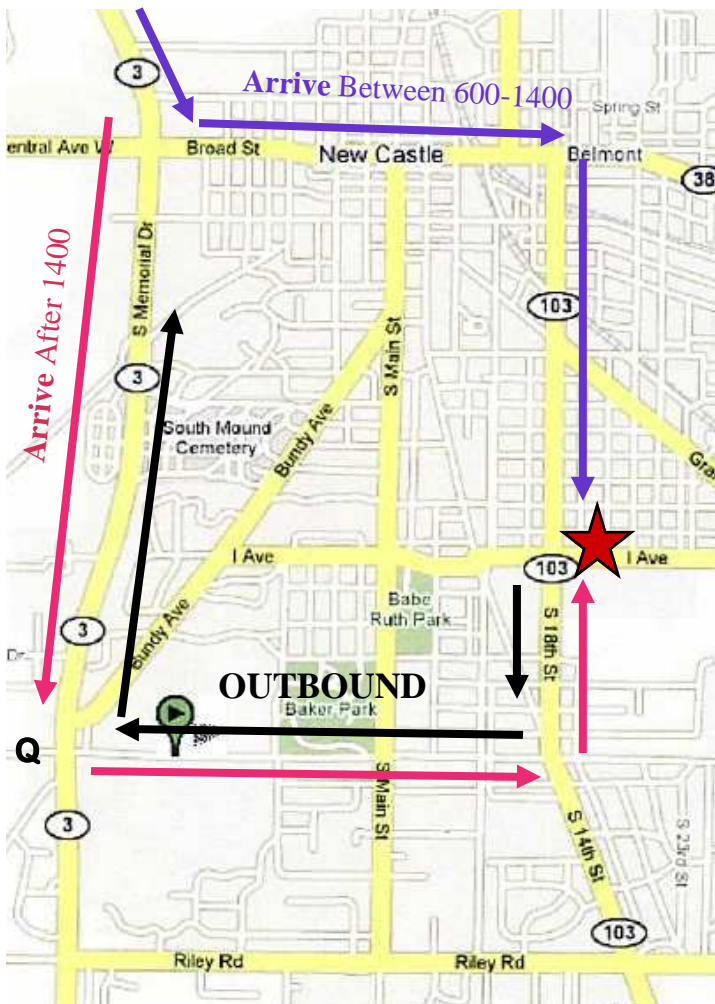 3
Arrive Between 600-1400
Spring St
entral Ave W
Broad St
New Castle
Belmont
38
Arrive After 1400
S Memorial Dr
103
3
S Main St
South Mound
Cemetery
Bundy Ave
Gra
I Ave
103
I Ave
Babe
Ruth Park
3
Bundy Ave
S 18th St
Dr
OUTBOUND
Baker Park
Q
S Main St
3
S 14th St
S 23rd St
103
Riley Rd
Riley Rd